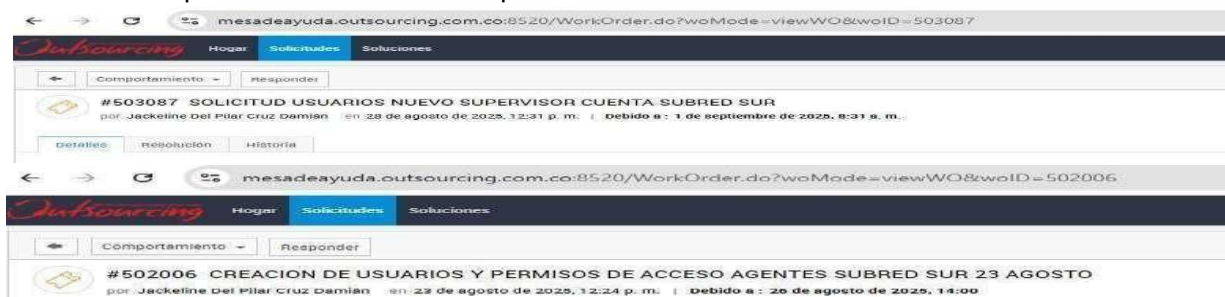 mesadeayuda.outsourcing.com.co:8520/WorkOrder.do?woMode=viewWO&woID=503087
Outsourcing Hogar Solicitudes Soluciones
Comportamiento Responder
#503087 SOLICITUD USUARIOS NUEVO SUPERVISOR CUENTA SUBRED SUR
por Jackeline Del Pilar Cruz Damian en 28 de agosto de 2025, 12:31 p. m. | Debido a : 1 de septiembre de 2025, 8:31 a. m.
Detalles Resolución Historia
mesadeayuda.outsourcing.com.co:8520/WorkOrder.do?woMode=viewWO&woID=502006
Outsourcing Hogar Solicitudes Soluciones
Comportamiento Responder
#502006 CREACION DE USUARIOS Y PERMISOS DE ACCESO AGENTES SUBRED SUR 23 AGOSTO
por Jackeline Del Pilar Cruz Damian en 23 de agosto de 2025, 12:24 p. m. | Debido a : 26 de agosto de 2025, 14:00